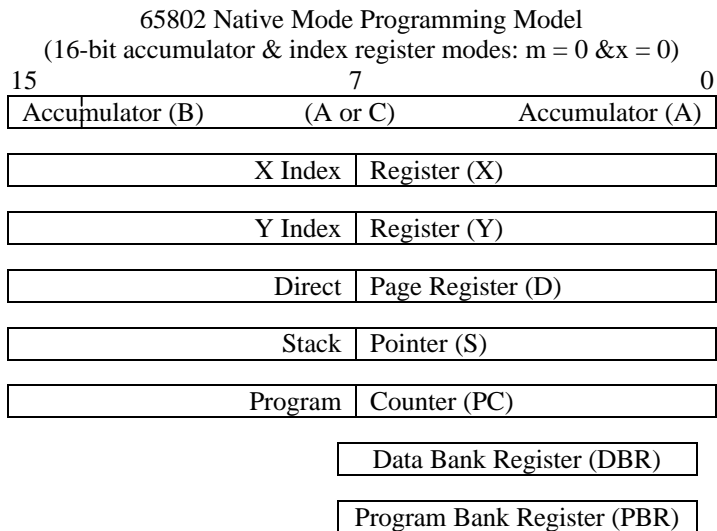 65802 Native Mode Programming Model
(16-bit accumulator & index register modes: m = 0 &x = 0)
15 7 0
Accumulator (B) (A or C) Accumulator (A)
X Index Register (X)
Y Index Register (Y)
Direct Page Register (D)
Stack Pointer (S)
Program Counter (PC)
Data Bank Register (DBR)
Program Bank Register (PBR)